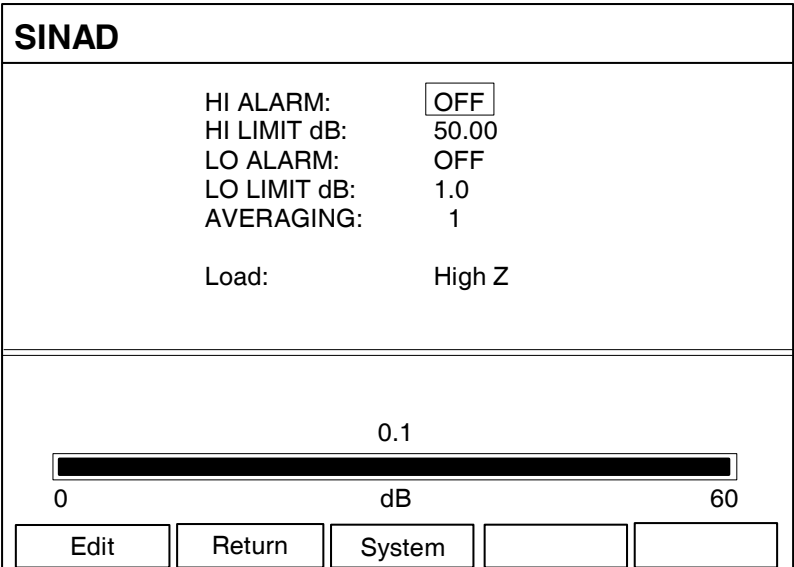 SINAD
HI ALARM: OFF
HI LIMIT dB: 50.00
LO ALARM: OFF
LO LIMIT dB: 1.0
AVERAGING: 1
Load: High Z
0.1
0 dB 60
Edit Return System